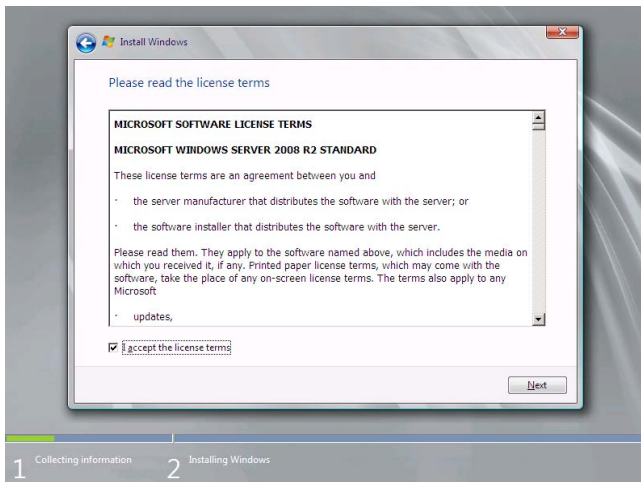 Install Windows
Please read the license terms
MICROSOFT SOFTWARE LICENSE TERMS
MICROSOFT WINDOWS SERVER 2008 R2 STANDARD
These license terms are an agreement between you and
· the server manufacturer that distributes the software with the server; or
· the software installer that distributes the software with the server.
Please read them. They apply to the software named above, which includes the media on
which you received it, if any. Printed paper license terms, which may come with the
software, take the place of any on-screen license terms. The terms also apply to any
Microsoft
· updates,
I accept the license terms
Next
1 Collecting information 2 Installing Windows